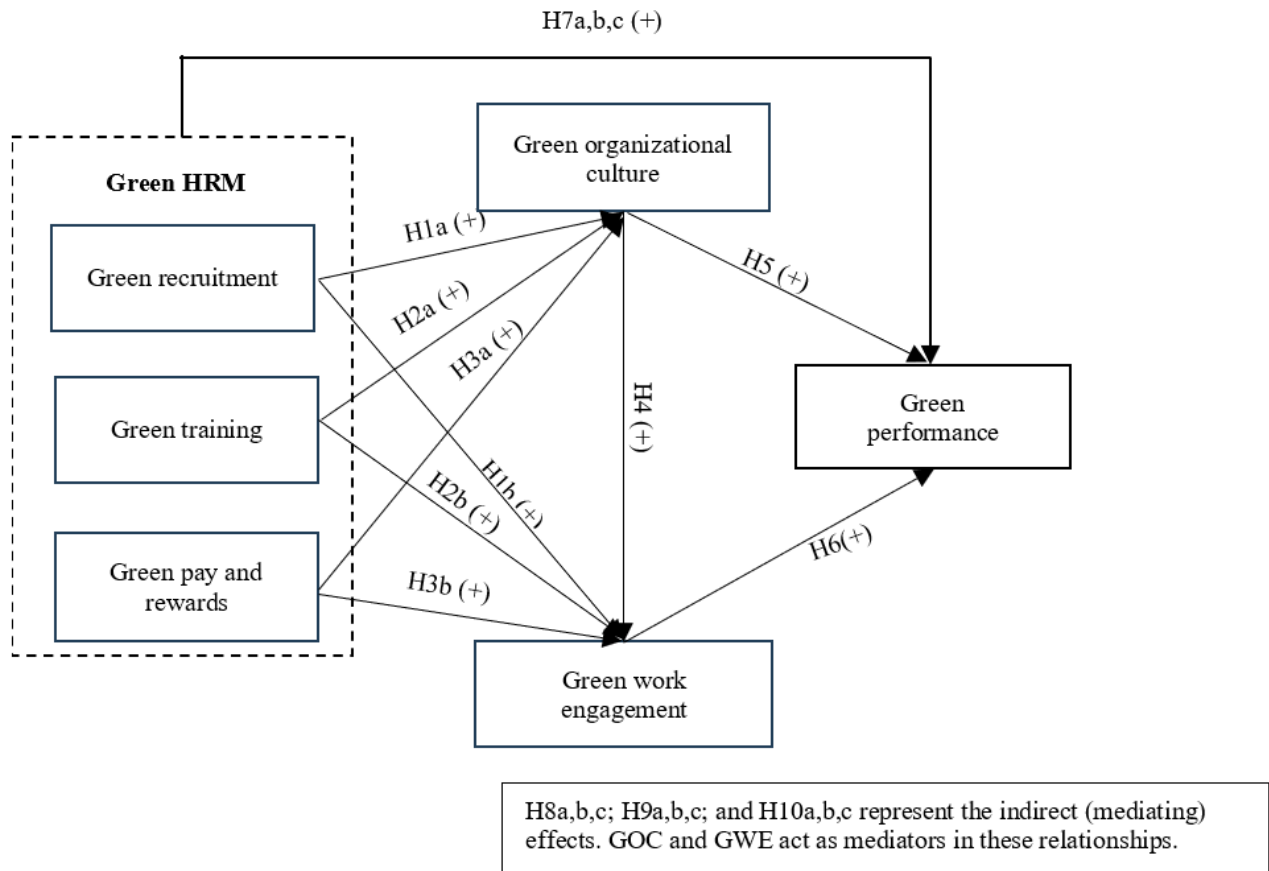 H7a,b,c (+)
Green organizational
culture
Green HRM
H1a (+)
Green recruitment
H5 (+)
H2a (+)
H3a (+)
H4 (+)
Green
performance
Green training
H1b (+)
H2b (+)
H6(+)
Green pay and
rewards
H3b (+)
Green work
engagement
H8a,b,c; H9a,b,c; and H10a,b,c represent the indirect (mediating)
effects. GOC and GWE act as mediators in these relationships.